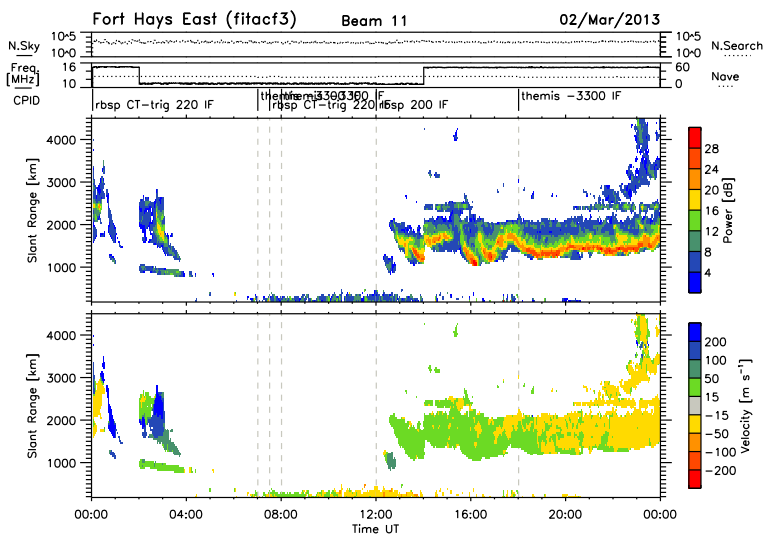 Fort Hays East (fitacf3) Beam 11 02/Mar/2013
N.Sky 10^5 10^0 10^5 10^0 N.Search
Freq. [MHz] 16 10 60 0 Nave
CPID
themis -3300 IF
rbsp CT-trig 220 IF rbsp CT-trig 220 IF rbsp 200 IF themis -3300 IF
Slant Range [km] 4000 3000 2000 1000
28 24 20 16 12 8 4 Power [dB]
Slant Range [km] 4000 3000 2000 1000
200 100 50 15 -15 -50 -100 -200 Velocity [m s^-1]
00:00 04:00 08:00 12:00 16:00 20:00 00:00
Time UT